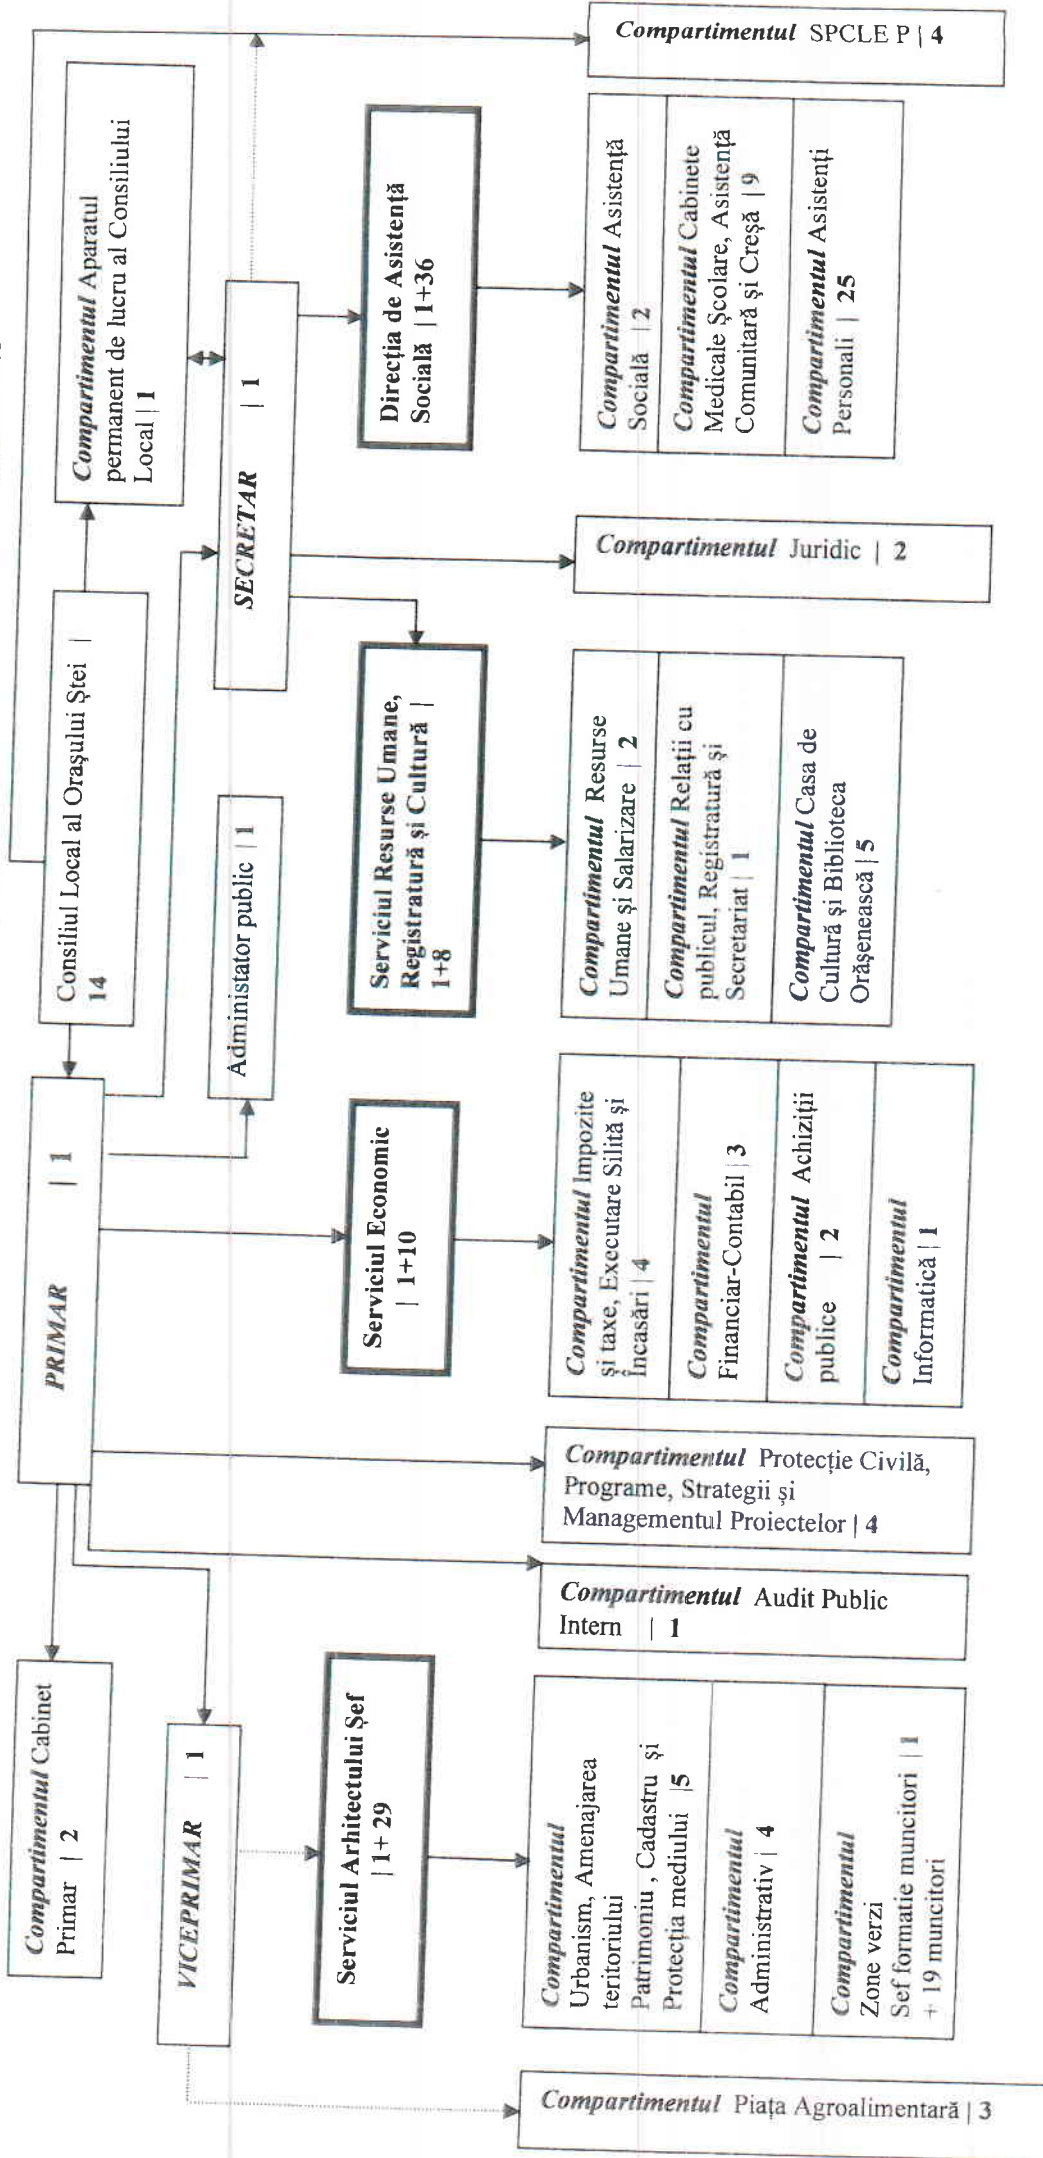 Consiliul Local al Orașului Ștei |
14
Compartimentul Aparatul
permanent de lucru al Consiliului
Local | 1
PRIMAR | 1
Compartimentul Cabinet
Primar | 2
VICEPRIMAR | 1
Administator public | 1
SECRETAR | 1
Serviciul Arhitectului Șef
| 1+ 29
Serviciul Economic
| 1+10
Serviciul Resurse Umane,
Registratură și Cultură |
1+8
Direcția de Asistență
Socială | 1+36
Compartimentul Piața Agroalimentară | 3
Compartimentul
Urbanism, Amenajarea
teritoriului
Patrimoniu , Cadastru și
Protecția mediului |5
Compartimentul
Administrativ | 4
Compartimentul
Zone verzi
Sef formatie muncitori | 1
+ 19 muncitori
Compartimentul Audit Public
Intern | 1
Compartimentul Protecție Civilă,
Programe, Strategii și
Managementul Proiectelor | 4
Compartimentul Impozite
și taxe, Executare Silită și
Încasări | 4
Compartimentul
Financiar-Contabil | 3
Compartimentul Achiziții
publice | 2
Compartimentul
Informatică | 1
Compartimentul Resurse
Umane și Salarizare | 2
Compartimentul Relații cu
publicul, Registratură și
Secretariat | 1
Compartimentul Casa de
Cultură și Biblioteca
Orășenească | 5
Compartimentul Juridic | 2
Compartimentul Asistență
Socială | 2
Compartimentul Cabinete
Medicale Școlare, Asistență
Comunitară și Creșă | 9
Compartimentul Asistenți
Personali | 25
Compartimentul SPCLE P | 4